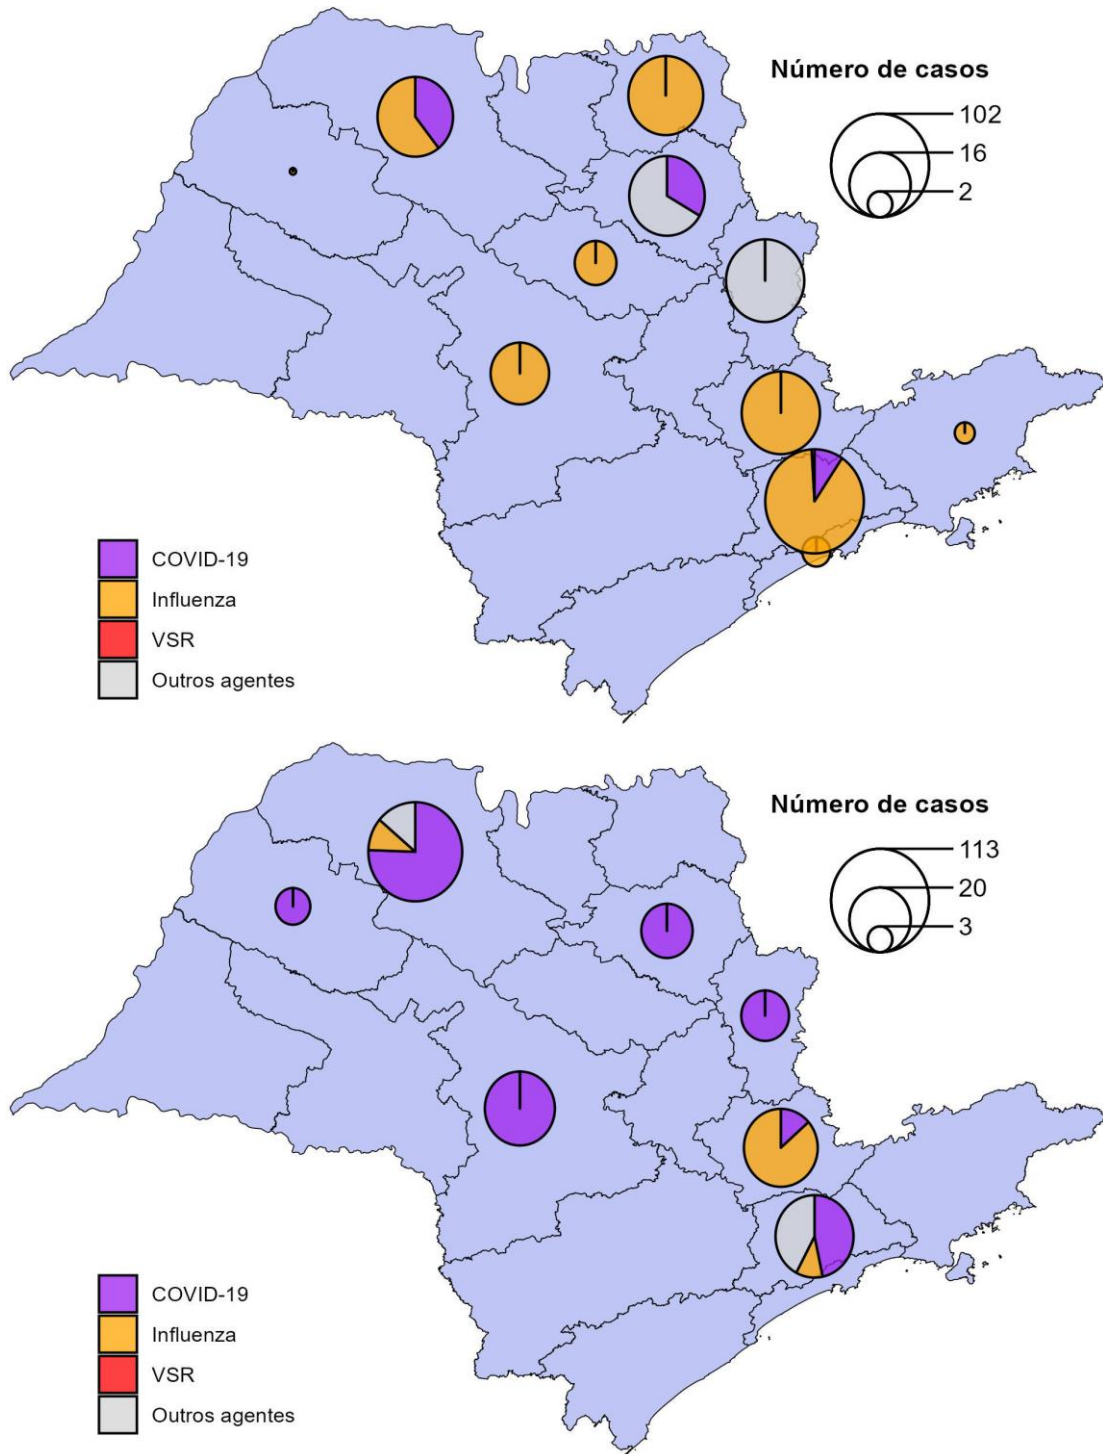 Número de casos
102
16
2
COVID-19
Influenza
VSR
Outros agentes
Número de casos
113
20
3
COVID-19
Influenza
VSR
Outros agentes